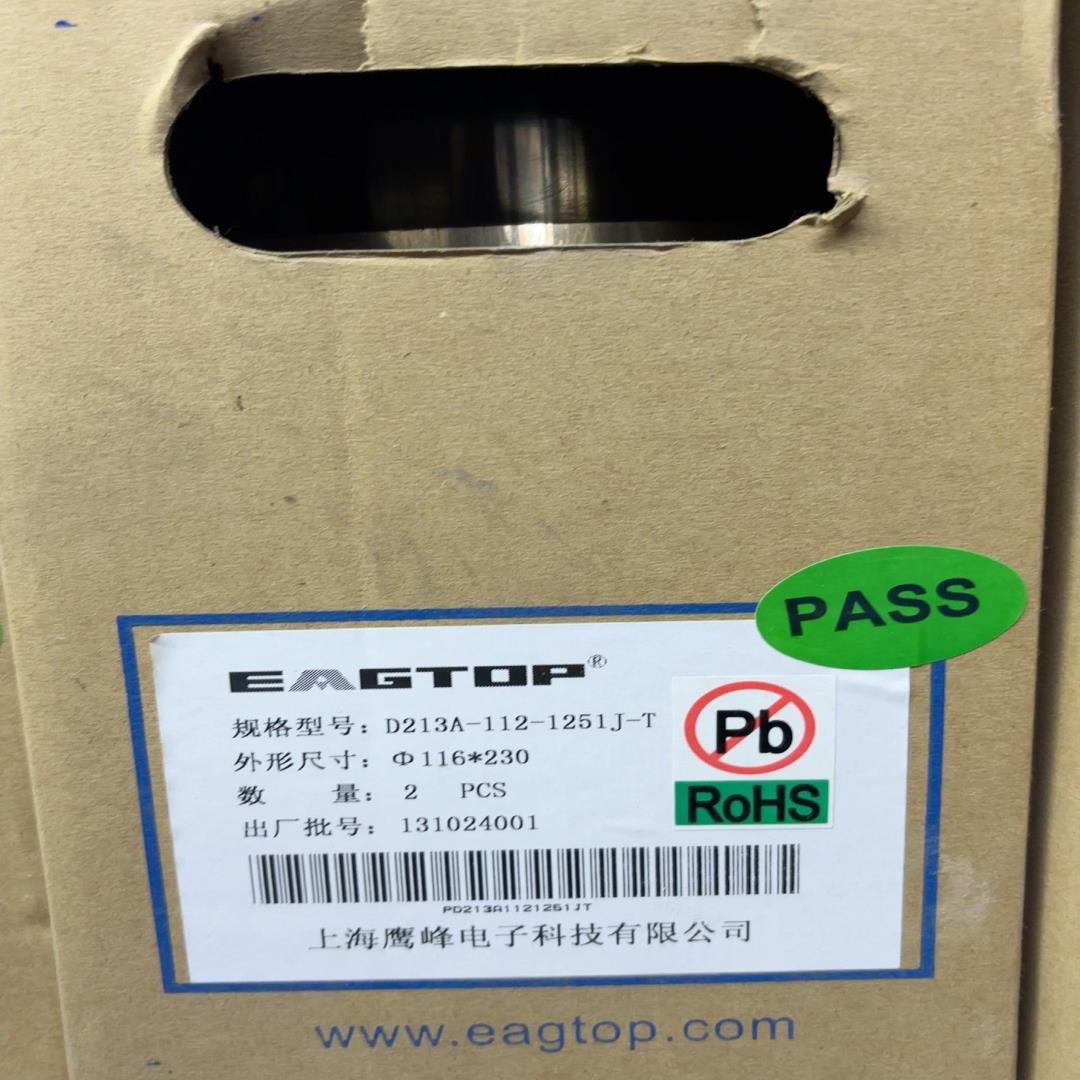 PASS
EAGTOP®
规格型号: D213A-112-1251J-T
外形尺寸: Φ116*230
数 量: 2 PCS
出厂批号: 131024001
Pb
RoHS
PD213A1121251JT
上海鹰峰电子科技有限公司
www.eagtop.com